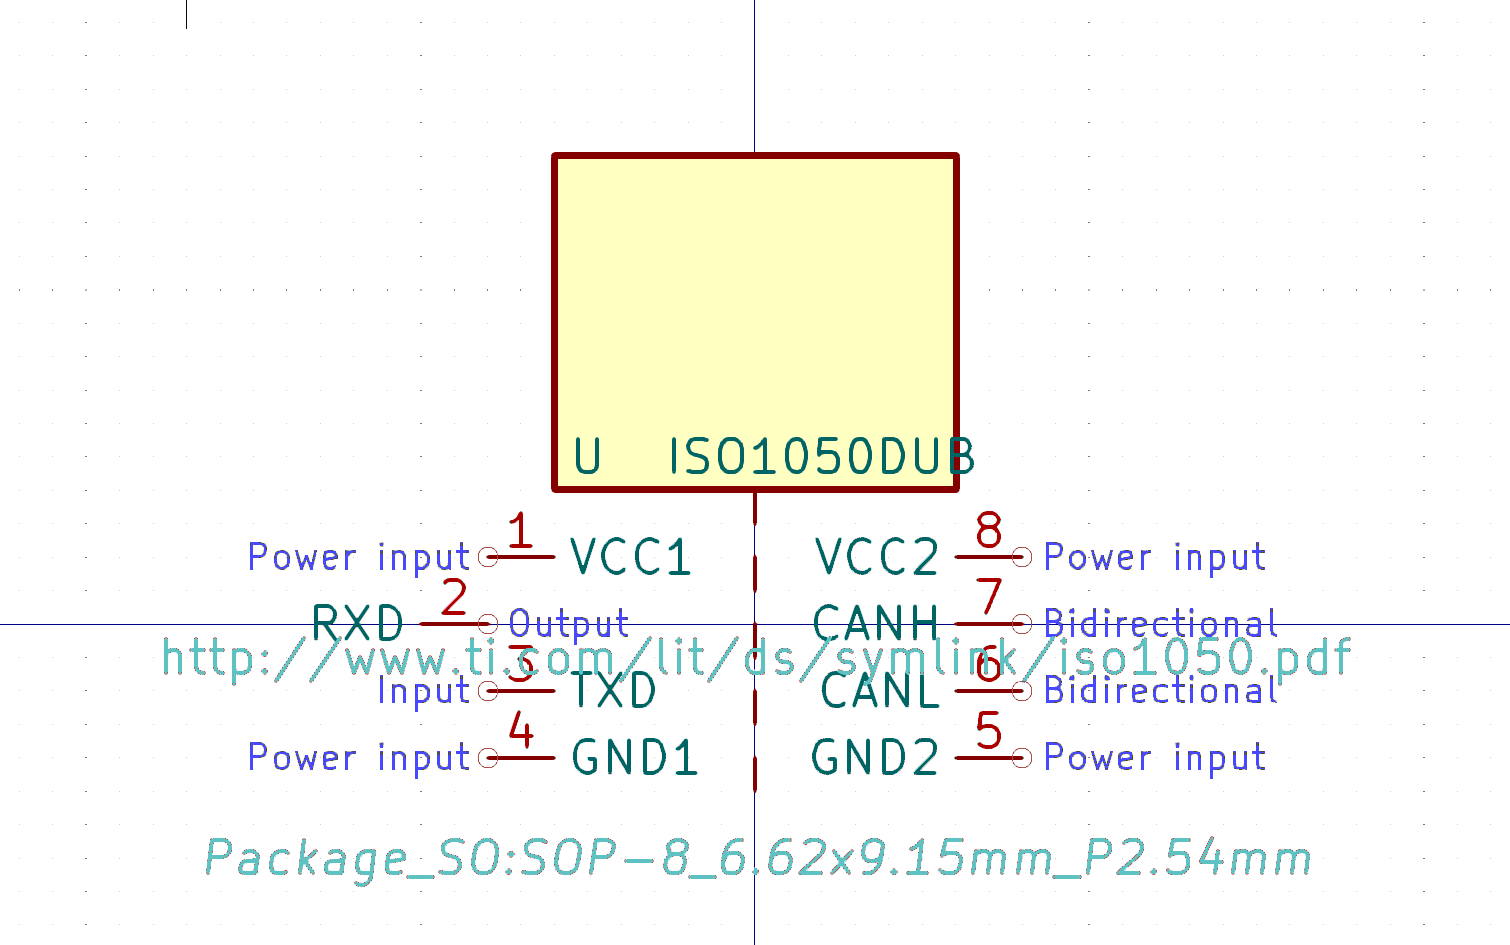 U ISO1050DUB
1 8
Power input VCC1 VCC2 Power input
2 7
RXD Output CANH Bidirectional
http://www.ti.com/lit/ds/symlink/iso1050.pdf
3 6
Input TXD CANL Bidirectional
4 5
Power input GND1 GND2 Power input
Package_SO:SOP-8_6.62x9.15mm_P2.54mm